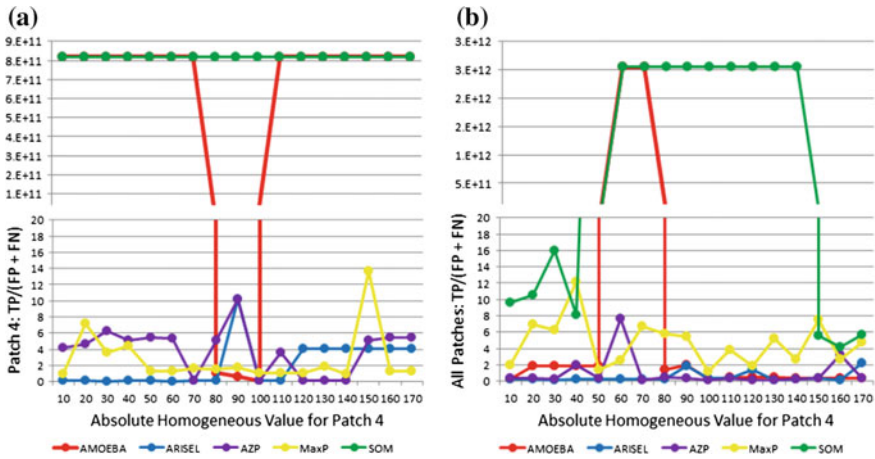 (a)
9.E+11
8.E+11
7.E+11
6.E+11
5.E+11
4.E+11
3.E+11
2.E+11
1.E+11
20
18
16
14
12
10
8
6
4
2
0
Patch 4: TP/(FP + FN)
10 20 30 40 50 60 70 80 90 100 110 120 130 140 150 160 170
Absolute Homogeneous Value for Patch 4
AMOEBA ARISEL AZP MaxP SOM
(b)
3.E+12
3.E+12
2.E+12
2.E+12
1.E+12
5.E+11
20
18
16
14
12
10
8
6
4
2
0
All Patches: TP/(FP + FN)
10 20 30 40 50 60 70 80 90 100 110 120 130 140 150 160 170
Absolute Homogeneous Value for Patch 4
AMOEBA ARISEL AZP MaxP SOM